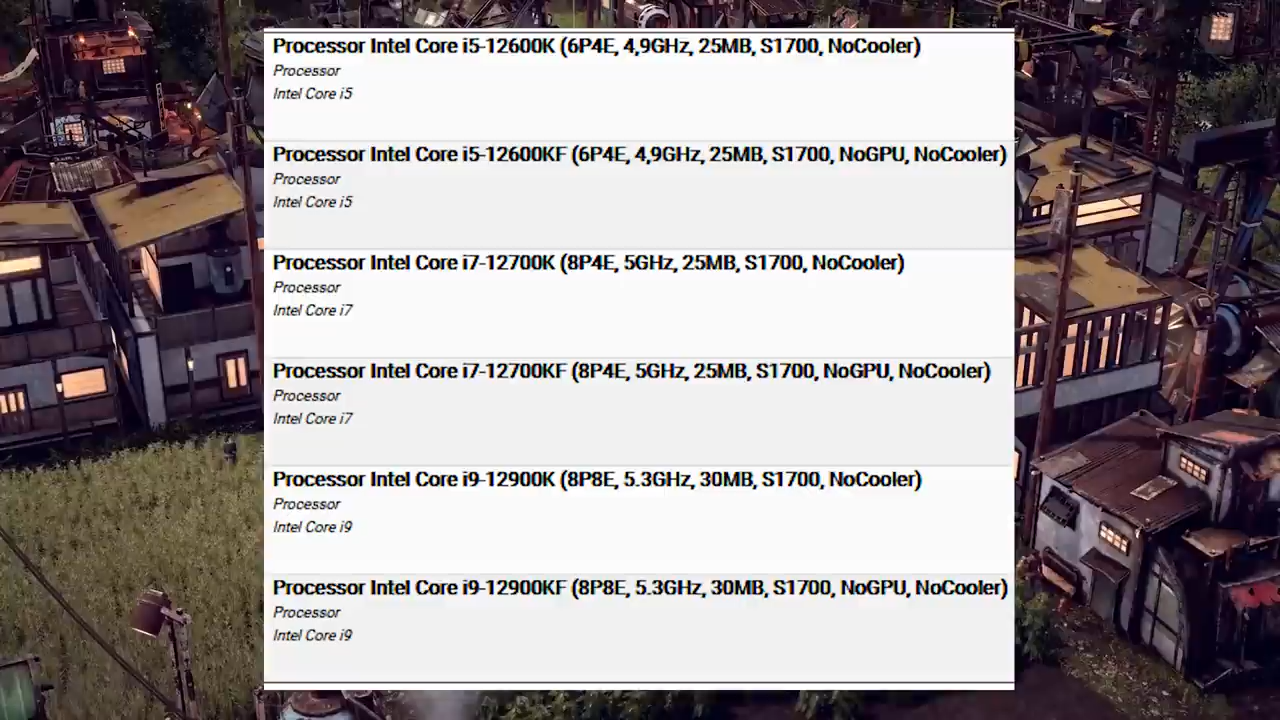 Processor Intel Core i5-12600K (6P4E, 4,9GHz, 25MB, S1700, NoCooler)
Processor
Intel Core i5
Processor Intel Core i5-12600KF (6P4E, 4,9GHz, 25MB, S1700, NoGPU, NoCooler)
Processor
Intel Core i5
Processor Intel Core i7-12700K (8P4E, 5GHz, 25MB, S1700, NoCooler)
Processor
Intel Core i7
Processor Intel Core i7-12700KF (8P4E, 5GHz, 25MB, S1700, NoGPU, NoCooler)
Processor
Intel Core i7
Processor Intel Core i9-12900K (8P8E, 5.3GHz, 30MB, S1700, NoCooler)
Processor
Intel Core i9
Processor Intel Core i9-12900KF (8P8E, 5.3GHz, 30MB, S1700, NoGPU, NoCooler)
Processor
Intel Core i9